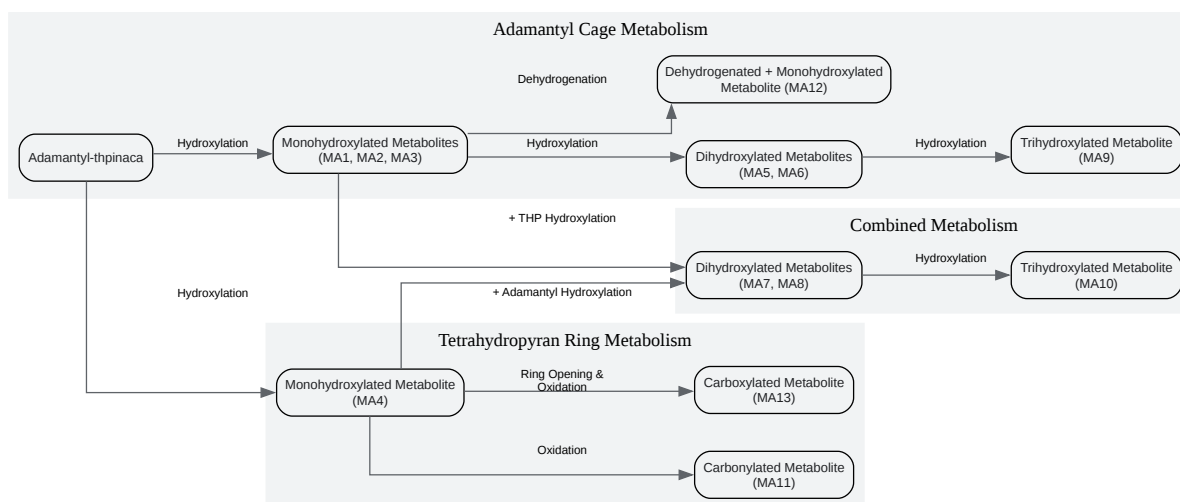 Adamantyl Cage Metabolism
Dehydrogenation
Dehydrogenated + Monohydroxylated
Metabolite (MA12)
Adamantyl-thpinaca
Hydroxylation
Monohydroxylated Metabolites
(MA1, MA2, MA3)
Hydroxylation
Dihydroxylated Metabolites
(MA5, MA6)
Hydroxylation
Trihydroxylated Metabolite
(MA9)
+ THP Hydroxylation
Combined Metabolism
Dihydroxylated Metabolites
(MA7, MA8)
Hydroxylation
Trihydroxylated Metabolite
(MA10)
Hydroxylation
+ Adamantyl Hydroxylation
Tetrahydropyran Ring Metabolism
Monohydroxylated Metabolite
(MA4)
Ring Opening &
Oxidation
Carboxylated Metabolite
(MA13)
Oxidation
Carbonylated Metabolite
(MA11)